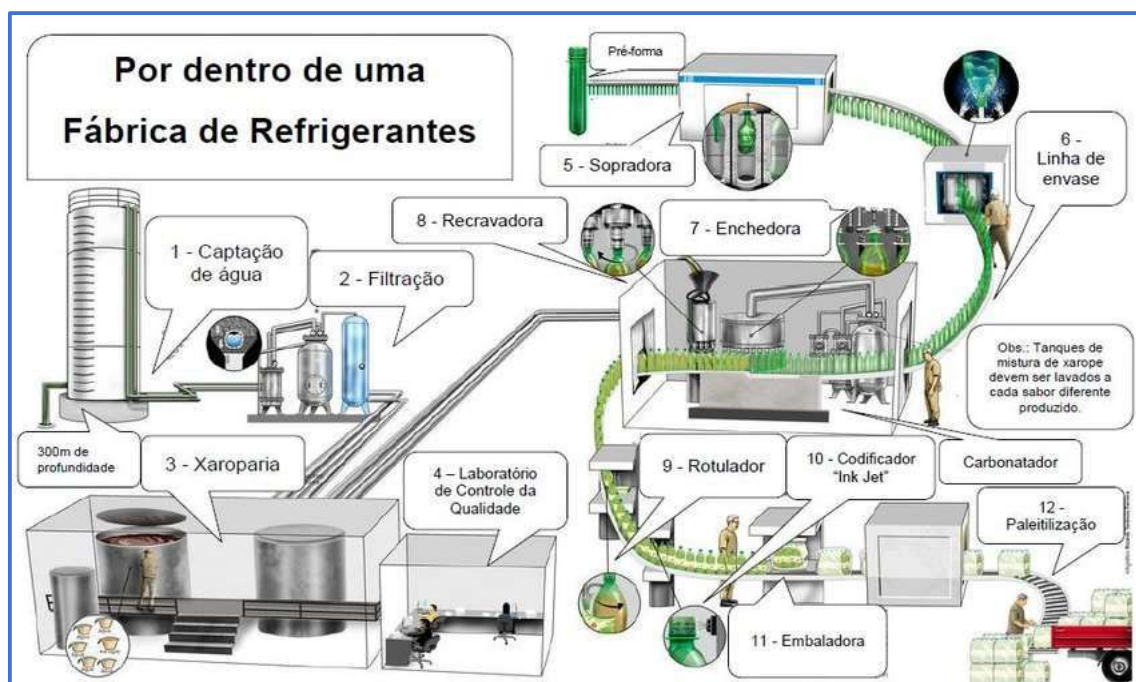 Por dentro de uma
Fábrica de Refrigerantes
Pré-forma
5 - Sopradora
6 -
Linha de
envase
8 - Recravadora
7 - Enchedora
1 - Captação
de água
2 - Filtração
Obs.: Tanques de
mistura de xarope
devem ser lavados a
cada sabor diferente
produzido.
300m de
profundidade
3 - Xaroparia
4 – Laboratório
de Controle da
Qualidade
9 - Rotulador
10 - Codificador
"Ink Jet"
Carbonatador
12 -
Paleitilização
11 - Embaladora